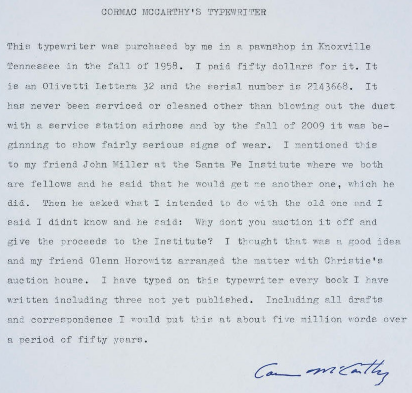 CORMAC MCCARTHY'S TYPEWRITER
This typewriter was purchased by me in a pawnshop in Knoxville
Tennessee in the fall of 1958. I paid fifty dollars for it. It
is an Olivetti Lettera 32 and the serial number is 2143668. It
has never been serviced or cleaned other than blowing out the dust
with a service station airhose and by the fall of 2009 it was be-
ginning to show fairly serious signs of wear. I mentioned this
to my friend John Miller at the Santa Fe Institute where we both
are fellows and he said that he would get me another one, which he
did. Then he asked what I intended to do with the old one and I
said I didnt know and he said: Why dont you auction it off and
give the proceeds to the Institute? I thought that was a good idea
and my friend Glenn Horowitz arranged the matter with Christie's
auction house. I have typed on this typewriter every book I have
written including three not yet published. Including all drafts
and correspondence I would put this at about five million words over
a period of fifty years.
Cormac McCarthy